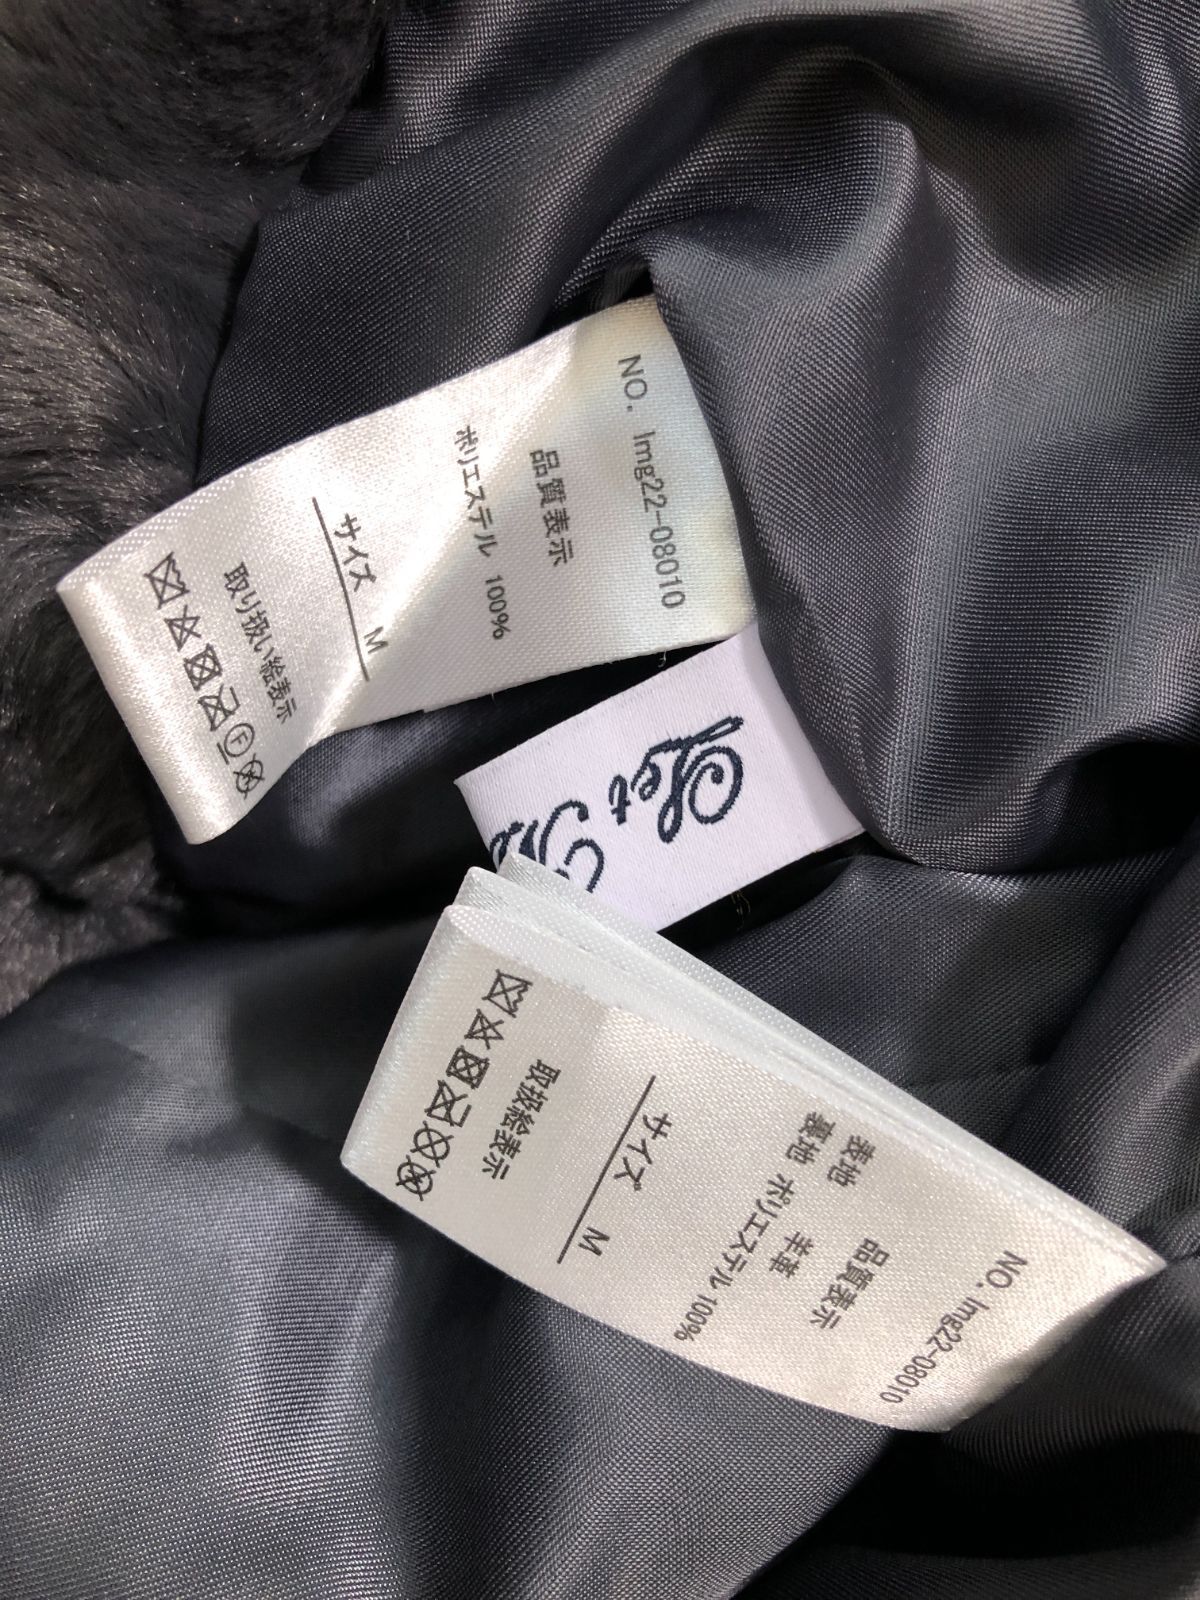 NO. lmg22-08010
品質表示
ポリエステル 100%
サイズ M
取り扱い絵表示
F
Let
NO. lmg22-08010
品質表示
表地 羊革
裏地 ポリエステル 100%
サイズ M
取扱絵表示